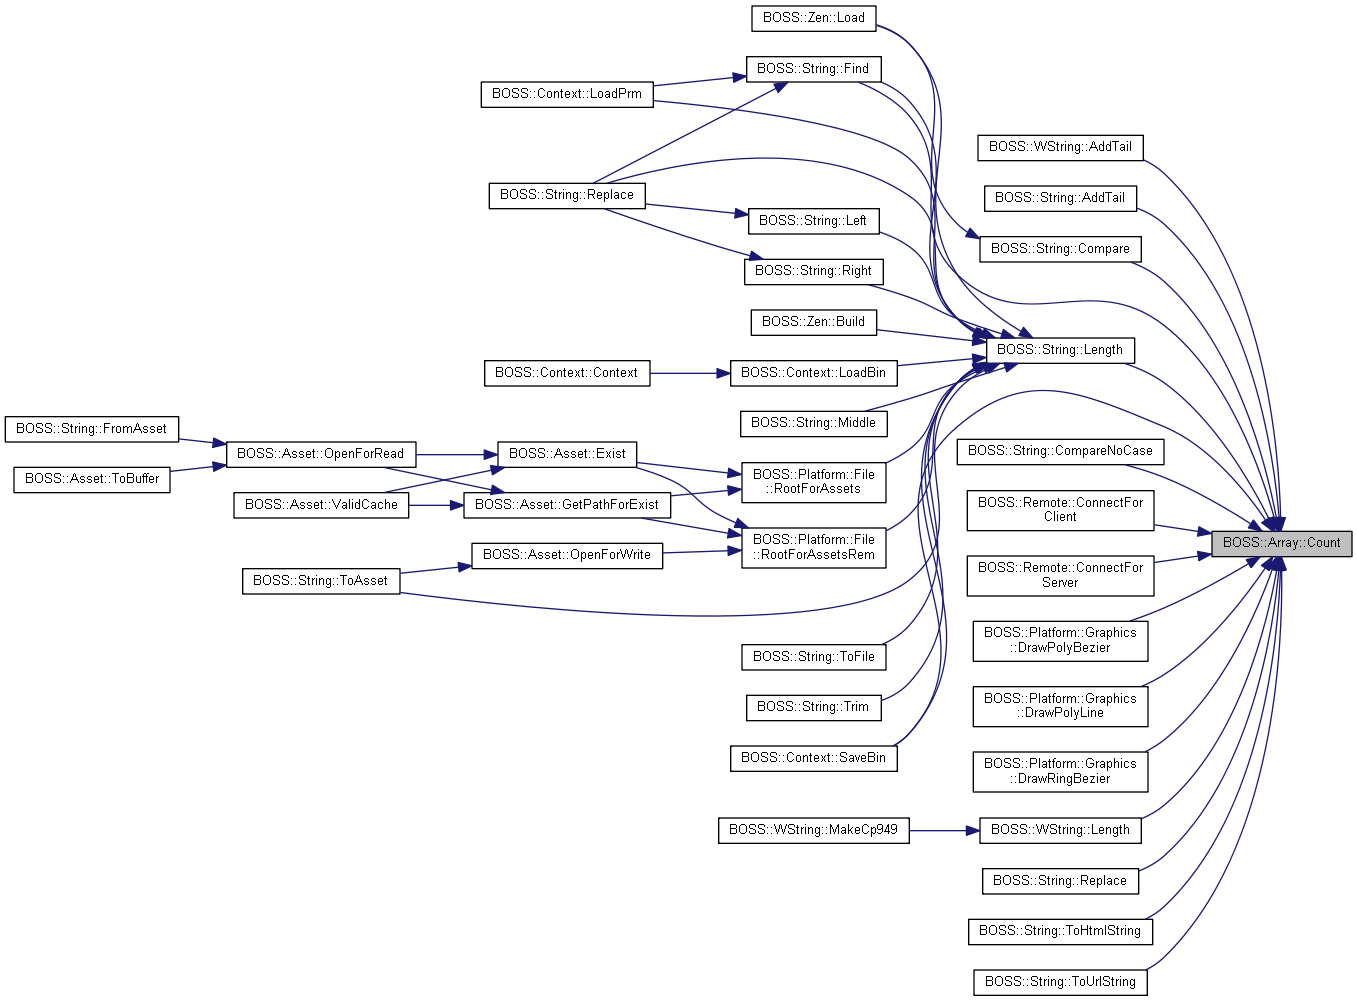 BOSS::Zen::Load
BOSS::String::Find
BOSS::Context::LoadPrm
BOSS::WString::AddTail
BOSS::String::Replace
BOSS::String::AddTail
BOSS::String::Left
BOSS::String::Compare
BOSS::String::Right
BOSS::Zen::Build
BOSS::String::Length
BOSS::Context::Context
BOSS::Context::LoadBin
BOSS::String::Middle
BOSS::String::FromAsset
BOSS::Asset::OpenForRead
BOSS::Asset::Exist
BOSS::String::CompareNoCase
BOSS::Asset::ToBuffer
BOSS::Platform::File
::RootForAssets
BOSS::Asset::ValidCache
BOSS::Asset::GetPathForExist
BOSS::Remote::ConnectFor
Client
BOSS::Platform::File
::RootForAssetsRem
BOSS::Array::Count
BOSS::Asset::OpenForWrite
BOSS::String::ToAsset
BOSS::Remote::ConnectFor
Server
BOSS::Platform::Graphics
::DrawPolyBezier
BOSS::String::ToFile
BOSS::Platform::Graphics
::DrawPolyLine
BOSS::String::Trim
BOSS::Context::SaveBin
BOSS::Platform::Graphics
::DrawRingBezier
BOSS::WString::MakeCp949
BOSS::WString::Length
BOSS::String::Replace
BOSS::String::ToHtmlString
BOSS::String::ToUrlString